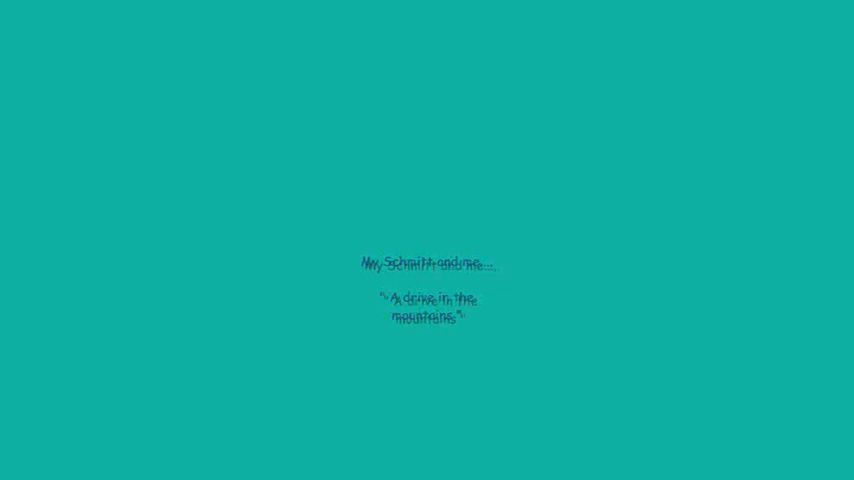 My Schmitt and me...
" A drive in the
mountains "